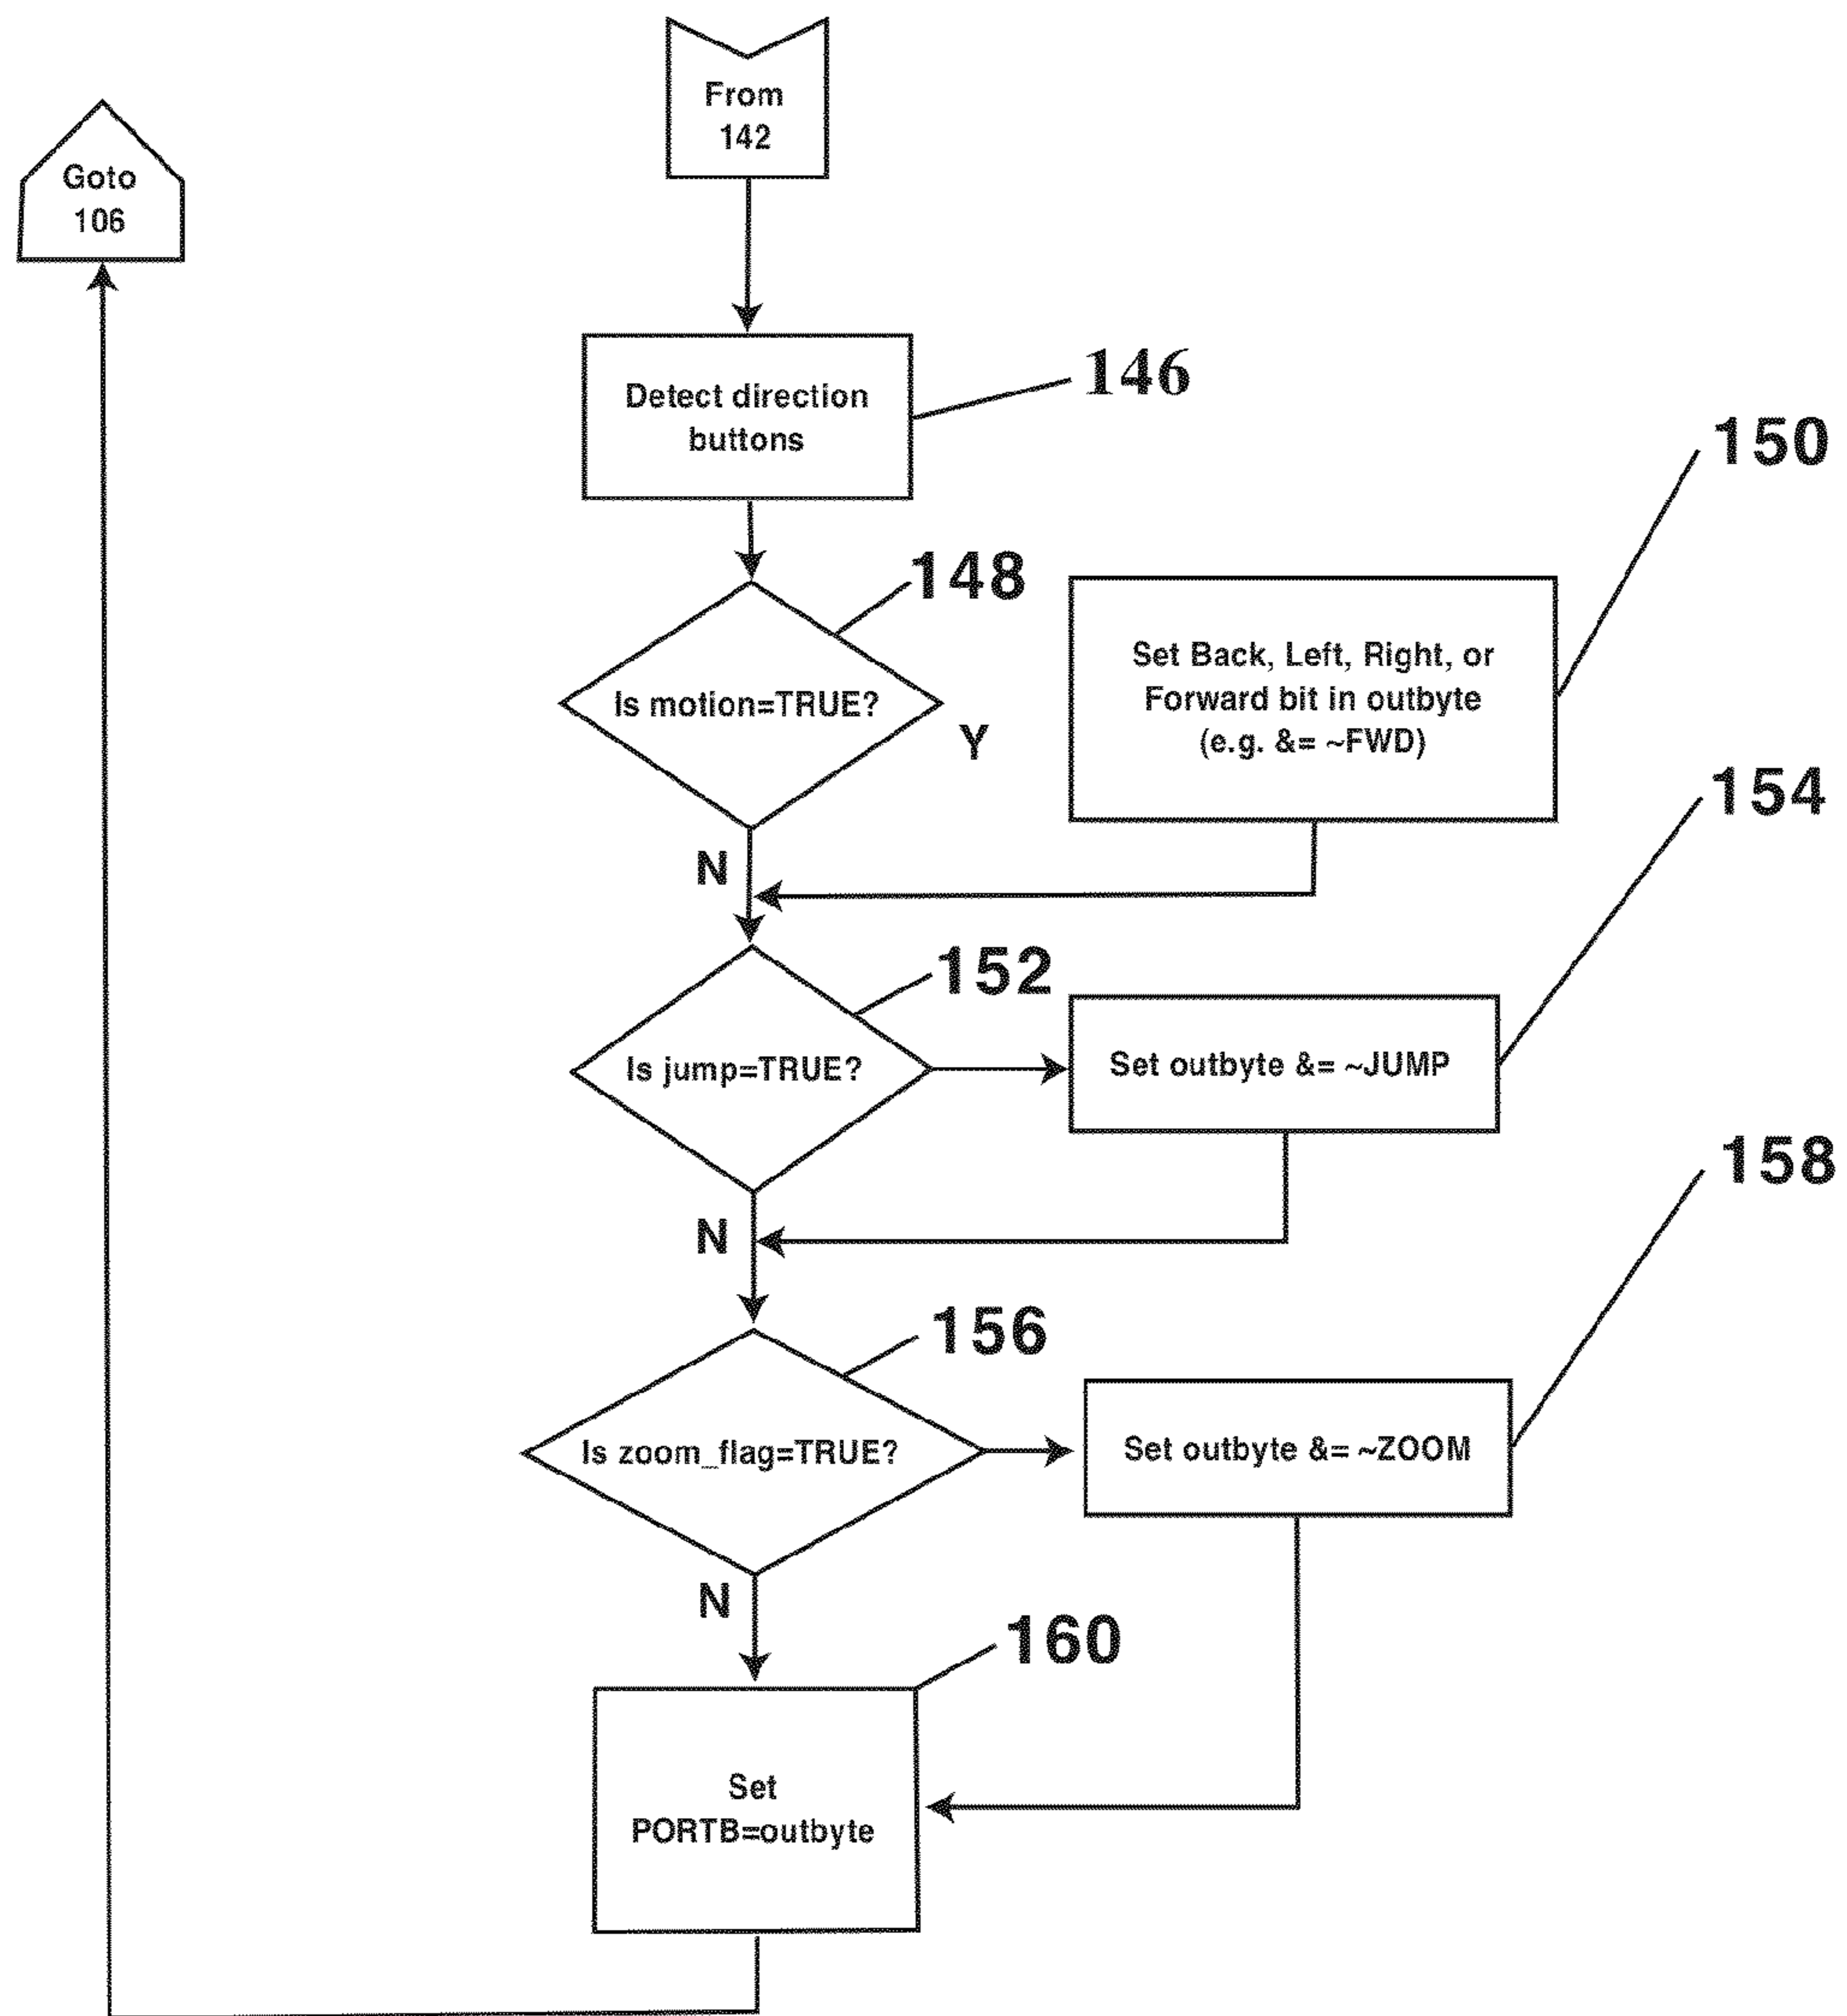 From
142
Goto
106
Detect direction
buttons
146
150
148
Is motion=TRUE?
Y
Set Back, Left, Right, or
Forward bit in outbyte
(e.g. &= ~FWD)
154
N
152
Is jump=TRUE?
Set outbyte &= ~JUMP
158
N
156
Is zoom_flag=TRUE?
Set outbyte &= ~ZOOM
N
160
Set
PORTB=outbyte